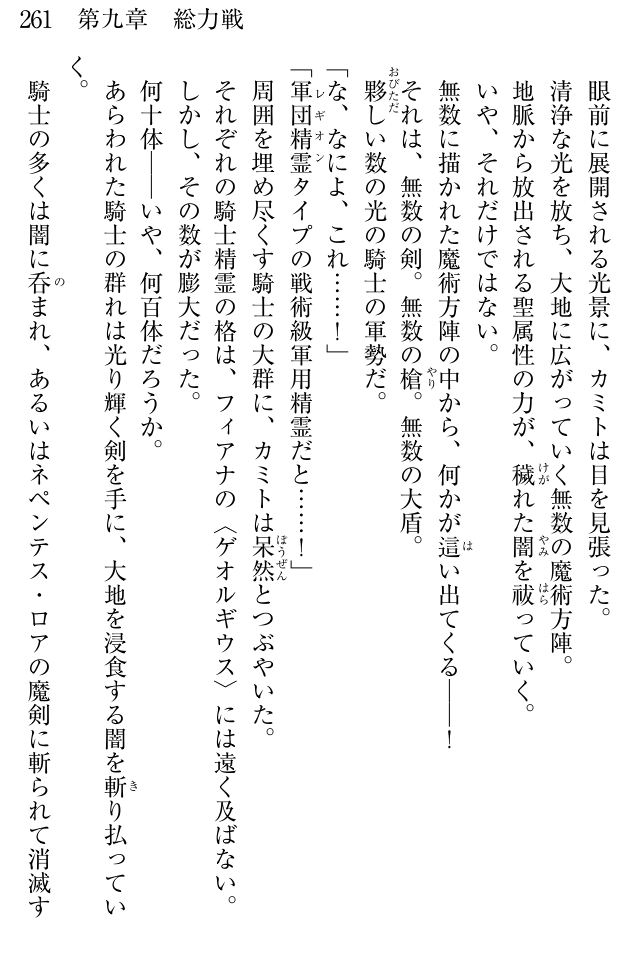 261　第九章　総力戦
眼前に展開される光景に、カミトは目を見張った。
清浄な光を放ち、大地に広がっていく無数の魔術方陣。
地脈から放出される聖属性の力が、穢れた闇を祓っていく。
いや、それだけではない。
無数に描かれた魔術方陣の中から、何かが這い出てくる――！
それは、無数の剣。無数の槍。無数の大盾。
夥しい数の光の騎士の軍勢だ。
「な、なによ、これ……！」
「軍団精霊タイプの戦術級軍用精霊だと……！」
周囲を埋め尽くす騎士の大群に、カミトは呆然とつぶやいた。
それぞれの騎士精霊の格は、フィアナの〈ゲオルギウス〉には遠く及ばない。
しかし、その数が膨大だった。
何十体――いや、何百体だろうか。
あらわれた騎士の群れは光り輝く剣を手に、大地を浸食する闇を斬り払ってい
く。
騎士の多くは闇に呑まれ、あるいはネペンテス・ロアの魔剣に斬られて消滅す